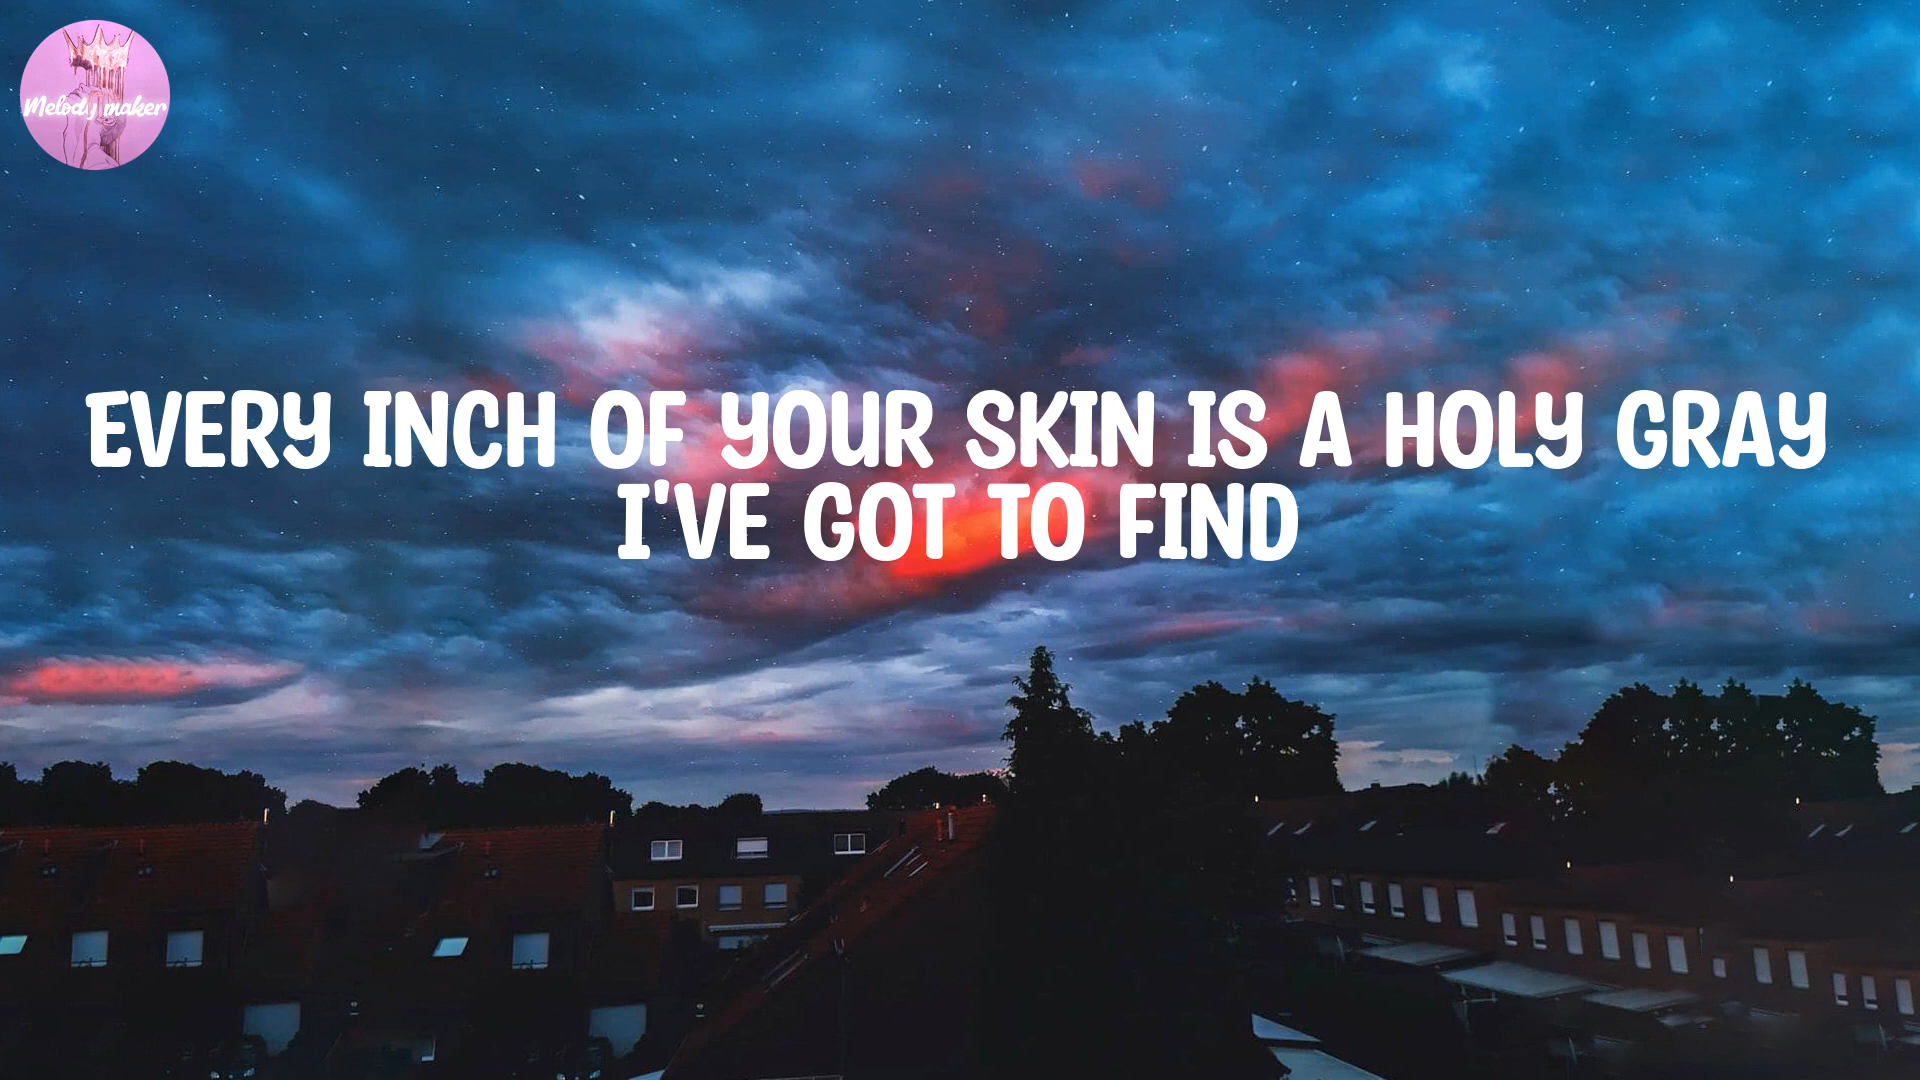 Melody maker
EVERY INCH OF YOUR SKIN IS A HOLY GRAY
I'VE GOT TO FIND